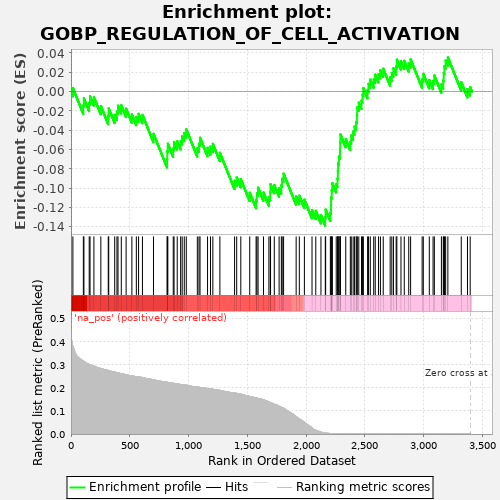 Enrichment plot:
GOBP_REGULATION_OF_CELL_ACTIVATION
Enrichment score (ES)
0.04
0.02
0.00
-0.02
-0.04
-0.06
-0.08
-0.10
-0.12
-0.14
'na_pos' (positively correlated)
Ranked list metric (PreRanked)
0.5
0.4
0.3
0.2
0.1
0.0
Zero cross at
0
500
1,000
1,500
2,000
2,500
3,000
3,500
Rank in Ordered Dataset
Enrichment profile
Hits
Ranking metric scores